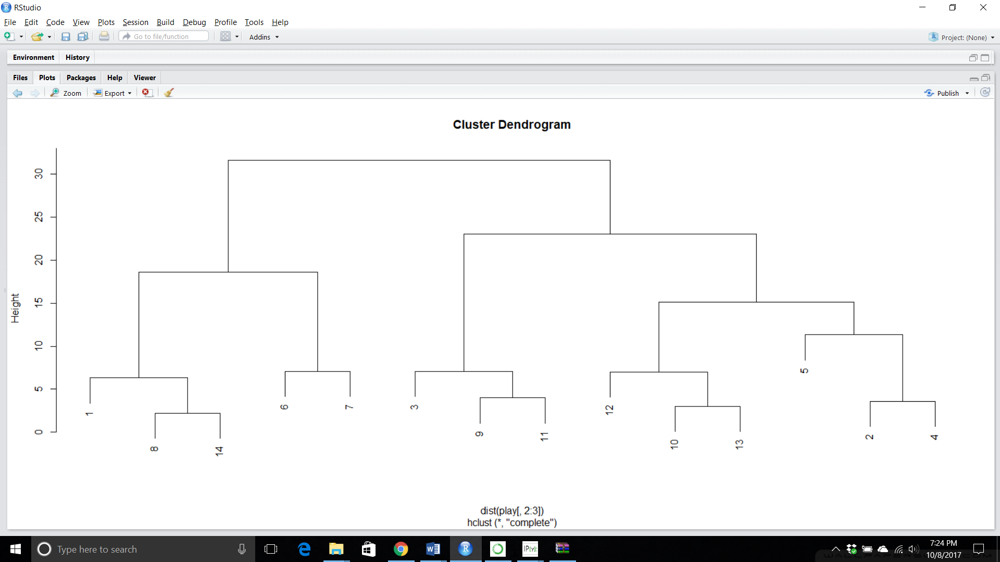 RStudio
File Edit Code View Plots Session Build Debug Profile Tools Help
Go to file/function
Addins
Project: (None)
Environment History
Files Plots Packages Help Viewer
Zoom Export Publish
Cluster Dendrogram
Height
30
25
20
15
10
5
0
1
8
14
6
7
3
9
11
12
10
13
5
2
4
dist(play[, 2:3])
hclust (*, "complete")
Type here to search
IP[y]:
7:24 PM
10/8/2017